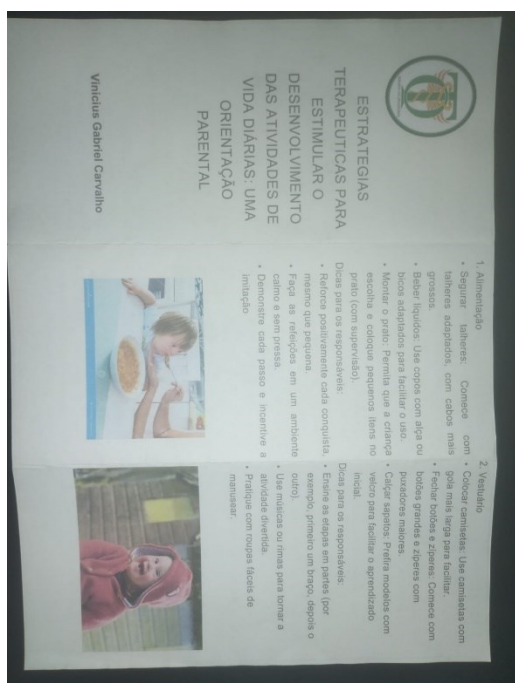 ESTRATEGIAS
TERAPEUTICAS PARA
ESTIMULAR O
DESENVOLVIMENTO
DAS ATIVIDADES DE
VIDA DIÁRIAS: UMA
ORIENTAÇÃO
PARENTAL
Vinicius Gabriel Carvalho
1. Alimentação
• Segurar talheres: Comece com
talheres adaptados, com cabos mais
grossos.
• Beber líquidos: Use copos com alça ou
bicos adaptados para facilitar o uso.
• Montar o prato: Permita que a criança
escolha e coloque pequenos itens no
prato (com supervisão).
Dicas para os responsáveis:
• Reforce positivamente cada conquista,
mesmo que pequena.
• Faça as refeições em um ambiente
calmo e sem pressa.
• Demonstre cada passo e incentive a
imitação
2. Vestuário
• Colocar camisetas: Use camisetas com
gola mais larga para facilitar.
• Fechar botões e zíperes: Comece com
botões grandes e zíperes com
puxadores maiores.
• Calçar sapatos: Prefira modelos com
velcro para facilitar o aprendizado
inicial.
Dicas para os responsáveis:
• Ensine as etapas em partes (por
exemplo, primeiro um braço, depois o
outro).
• Use músicas ou rimas para tornar a
atividade divertida.
• Pratique com roupas fáceis de
manusear.